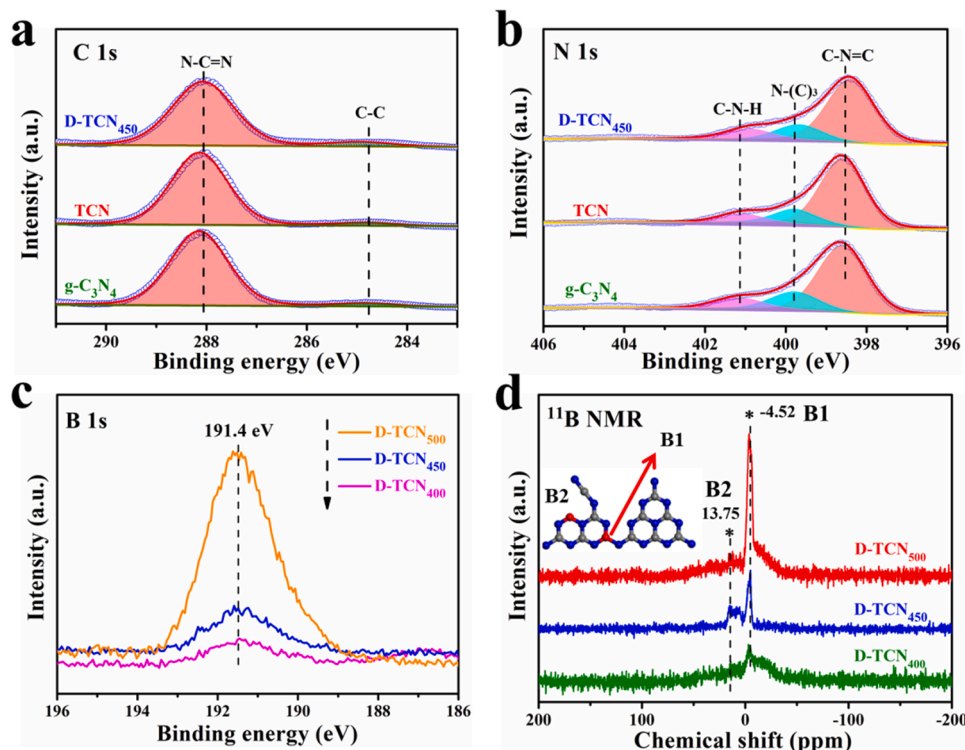 a
C 1s
N-C=N
C-C
D-TCN₄₅₀
TCN
g-C₃N₄
Intensity (a.u.)
290 288 286 284
Binding energy (eV)
b
N 1s
C-N=C
N-(C)₃
C-N-H
D-TCN₄₅₀
TCN
g-C₃N₄
Intensity (a.u.)
406 404 402 400 398 396
Binding energy (eV)
c
B 1s
191.4 eV
D-TCN₅₀₀
D-TCN₄₅₀
D-TCN₄₀₀
Intensity (a.u.)
196 194 192 190 188 186
Binding energy (eV)
d
¹¹B NMR
* -4.52 B1
B1
B2
B2
13.75
*
D-TCN₅₀₀
D-TCN₄₅₀
D-TCN₄₀₀
Intensity (a.u.)
200 100 0 -100 -200
Chemical shift (ppm)